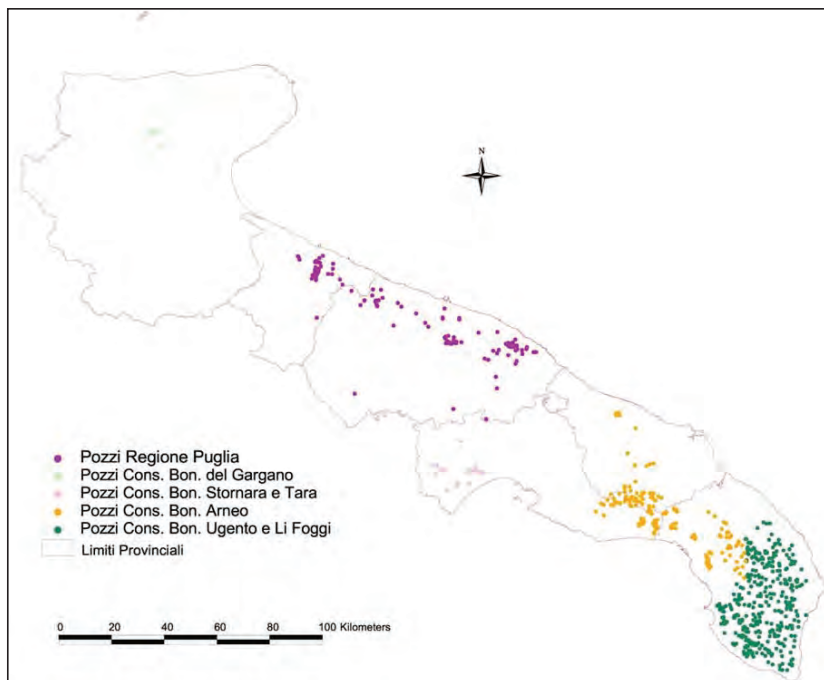 N
Pozzi Regione Puglia
Pozzi Cons. Bon. del Gargano
Pozzi Cons. Bon. Stornara e Tara
Pozzi Cons. Bon. Arneo
Pozzi Cons. Bon. Ugento e Li Foggi
Limiti Provinciali
0 20 40 60 80 100 Kilometers